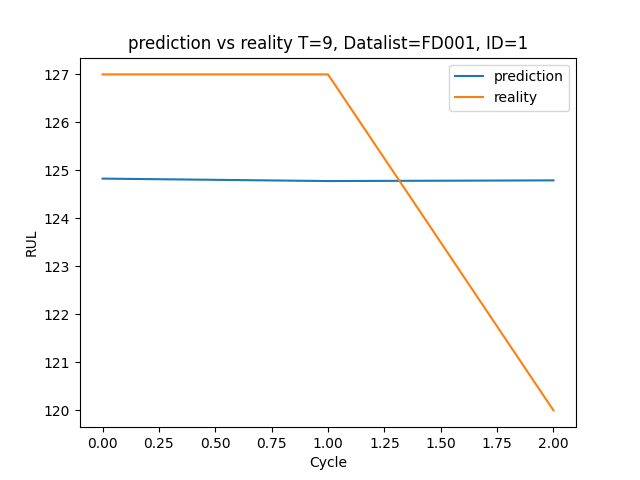 prediction vs reality T=9, Datalist=FD001, ID=1
prediction
reality
127
126
125
124
123
122
121
120
RUL
0.00 0.25 0.50 0.75 1.00 1.25 1.50 1.75 2.00
Cycle